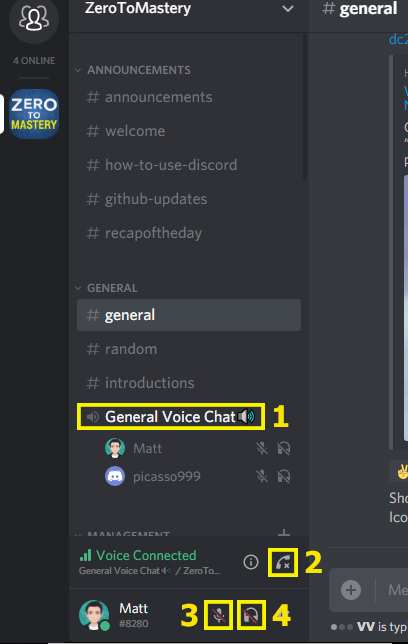 ZeroToMastery
# general
4 ONLINE
ZERO
TO
MASTERY
ANNOUNCEMENTS
# announcements
# welcome
# how-to-use-discord
# github-updates
# recapoftheday
GENERAL
# general
# random
# introductions
General Voice Chat 1
Matt
picasso999
MANAGEMENT
Voice Connected 2
General Voice Chat / ZeroTo...
Matt
#8280
3 4
Sho
Ico
Me
VV is typ